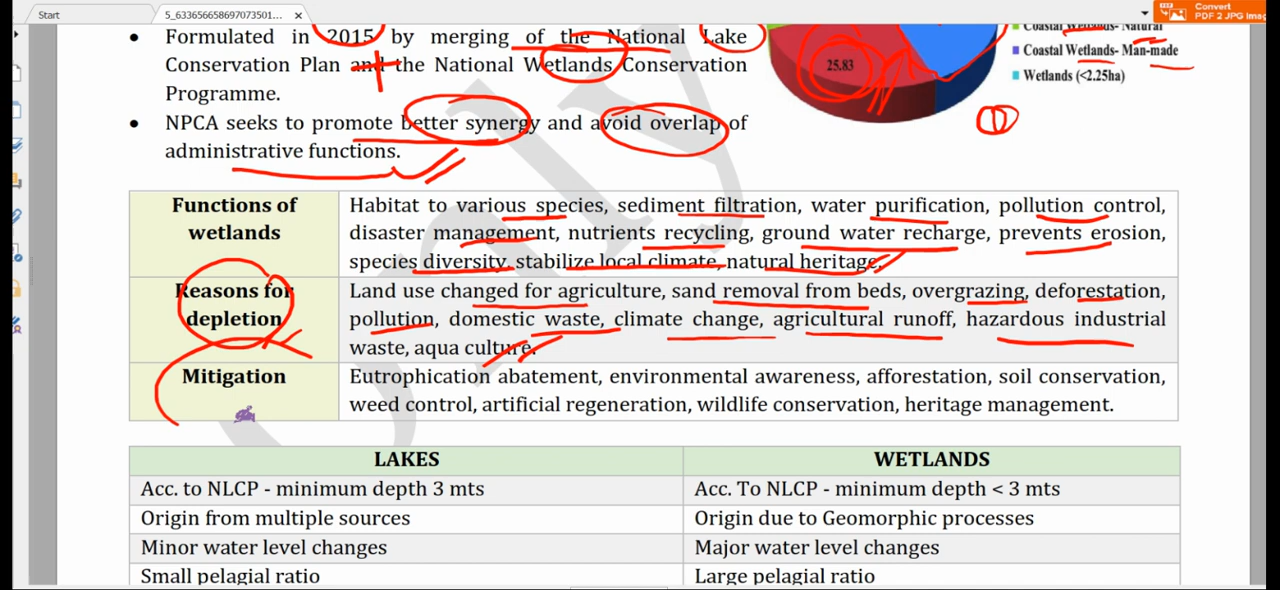 Start
5_633656658697073501...
Convert
PDF 2 JPG Imag
• Formulated in 2015 by merging of the National Lake
Conservation Plan and the National Wetlands Conservation
Programme.
• NPCA seeks to promote better synergy and avoid overlap of
administrative functions.
25.83
Coastal Wetlands- Natural
Coastal Wetlands- Man-made
Wetlands (<2.25ha)
Functions of
wetlands
Habitat to various species, sediment filtration, water purification, pollution control,
disaster management, nutrients recycling, ground water recharge, prevents erosion,
species diversity, stabilize local climate, natural heritage,
Reasons for
depletion
Land use changed for agriculture, sand removal from beds, overgrazing, deforestation,
pollution, domestic waste, climate change, agricultural runoff, hazardous industrial
waste, aqua culture.
Mitigation
Eutrophication abatement, environmental awareness, afforestation, soil conservation,
weed control, artificial regeneration, wildlife conservation, heritage management.
LAKES
WETLANDS
Acc. to NLCP - minimum depth 3 mts
Acc. To NLCP - minimum depth < 3 mts
Origin from multiple sources
Origin due to Geomorphic processes
Minor water level changes
Major water level changes
Small pelagial ratio
Large pelagial ratio